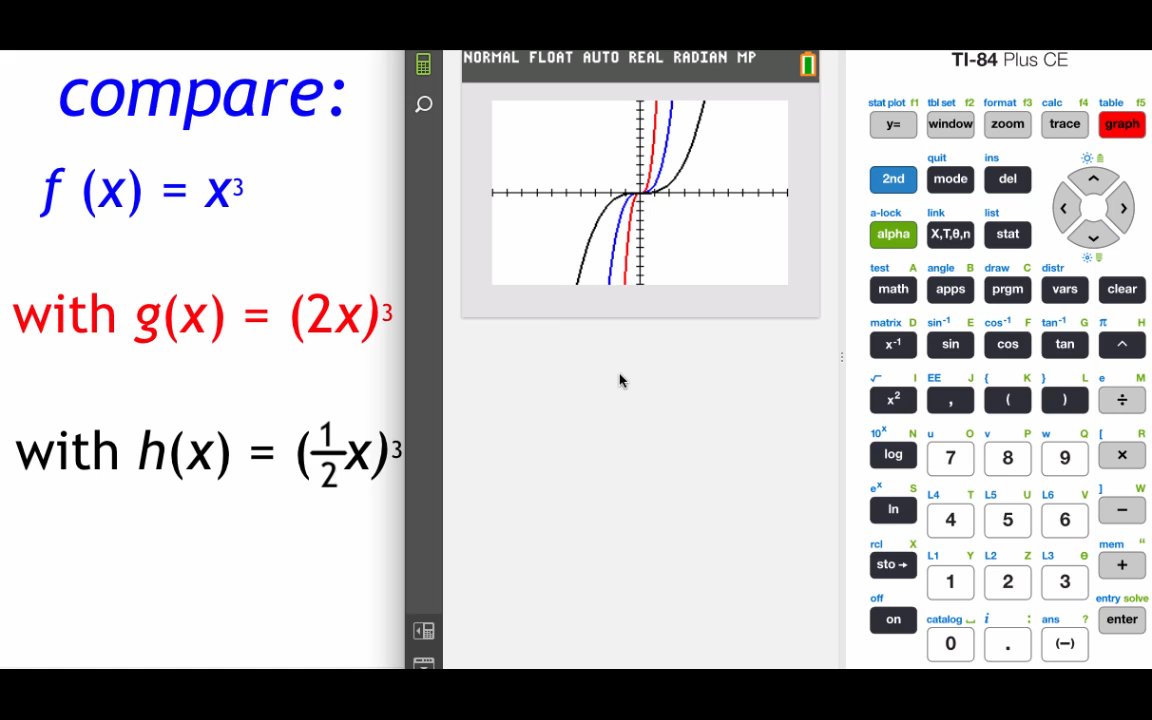 compare:
f (x) = x³
with g(x) = (2x)³
with h(x) = (½x)³
NORMAL FLOAT AUTO REAL RADIAN MP
TI-84 Plus CE
stat plot f1 tbl set f2 format f3 calc f4 table f5
y= window zoom trace graph
quit ins
2nd mode del
a-lock link list
alpha X,T,θ,n stat
test A angle B draw C distr
math apps prgm vars clear
matrix D sin⁻¹ E cos⁻¹ F tan⁻¹ G π H
x⁻¹ sin cos tan ^
√ I EE J { K } L e M
x² , ( ) ÷
10ˣ N u O v P w Q [ R
log 7 8 9 ×
eˣ S L4 T L5 U L6 V ] W
ln 4 5 6 −
rcl X L1 Y L2 Z L3 θ mem "
sto→ 1 2 3 +
off catalog ⎵ i : ans ? entry solve
on 0 . (−) enter